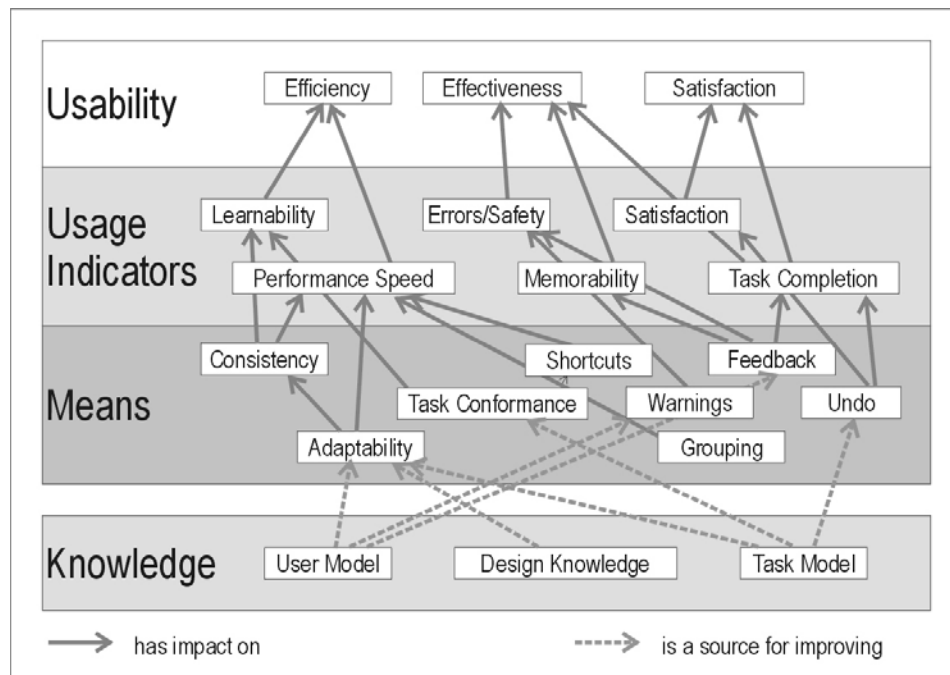 Usability
Efficiency
Effectiveness
Satisfaction
Usage
Indicators
Learnability
Errors/Safety
Satisfaction
Performance Speed
Memorability
Task Completion
Means
Consistency
Shortcuts
Feedback
Task Conformance
Warnings
Undo
Adaptability
Grouping
Knowledge
User Model
Design Knowledge
Task Model
has impact on
is a source for improving